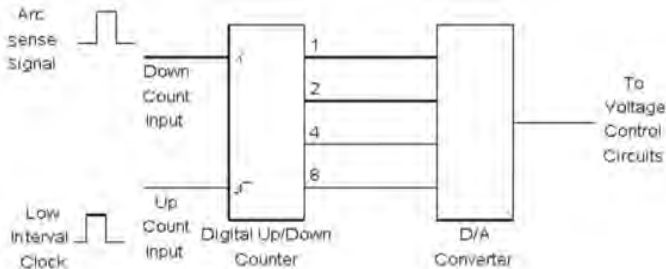 Arc
Sense
Signal
Down
Count
Input
1
2
4
8
To
Voltage
Control
Circuits
Low
Interval
Clock
Up
Count
Input
Digital Up/Down
Counter
D/A
Converter